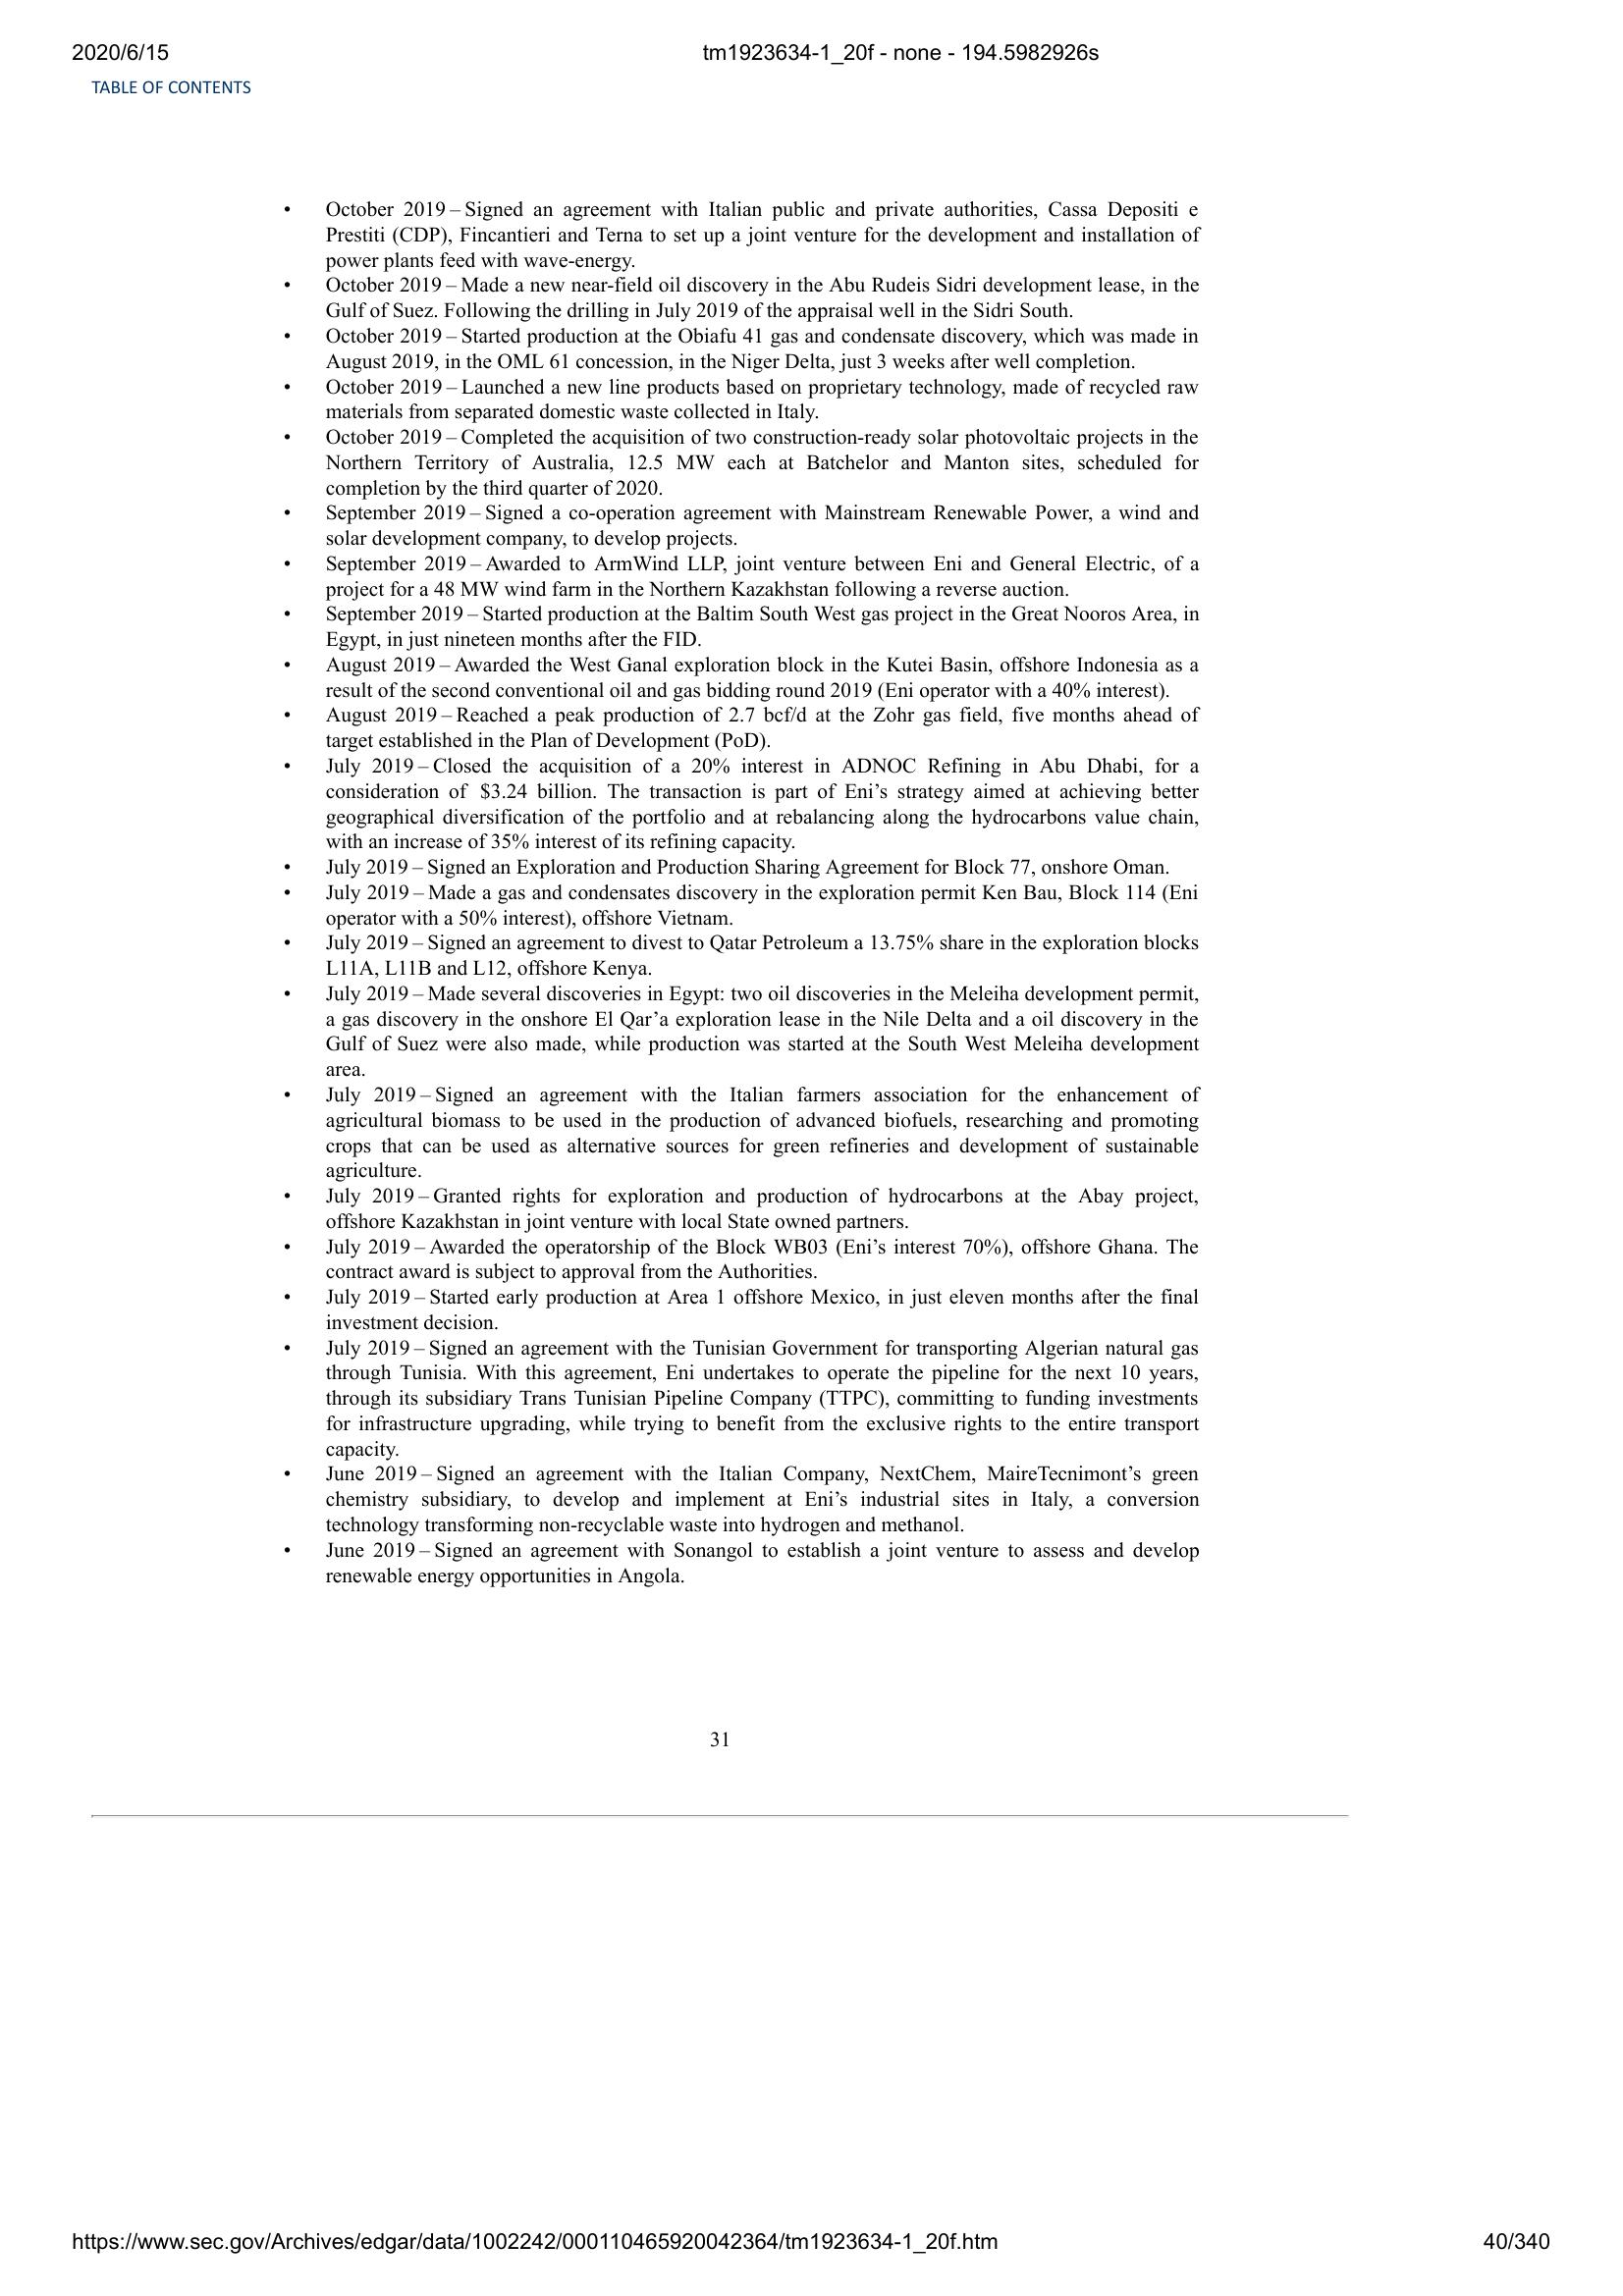 2020/6/15
tm1923634-1_20f - none - 194.5982926s
TABLE OF CONTENTS
• October 2019 – Signed an agreement with Italian public and private authorities, Cassa Depositi e
Prestiti (CDP), Fincantieri and Terna to set up a joint venture for the development and installation of
power plants feed with wave-energy.
• October 2019 – Made a new near-field oil discovery in the Abu Rudeis Sidri development lease, in the
Gulf of Suez. Following the drilling in July 2019 of the appraisal well in the Sidri South.
• October 2019 – Started production at the Obiafu 41 gas and condensate discovery, which was made in
August 2019, in the OML 61 concession, in the Niger Delta, just 3 weeks after well completion.
• October 2019 – Launched a new line products based on proprietary technology, made of recycled raw
materials from separated domestic waste collected in Italy.
• October 2019 – Completed the acquisition of two construction-ready solar photovoltaic projects in the
Northern Territory of Australia, 12.5 MW each at Batchelor and Manton sites, scheduled for
completion by the third quarter of 2020.
• September 2019 – Signed a co-operation agreement with Mainstream Renewable Power, a wind and
solar development company, to develop projects.
• September 2019 – Awarded to ArmWind LLP, joint venture between Eni and General Electric, of a
project for a 48 MW wind farm in the Northern Kazakhstan following a reverse auction.
• September 2019 – Started production at the Baltim South West gas project in the Great Nooros Area, in
Egypt, in just nineteen months after the FID.
• August 2019 – Awarded the West Ganal exploration block in the Kutei Basin, offshore Indonesia as a
result of the second conventional oil and gas bidding round 2019 (Eni operator with a 40% interest).
• August 2019 – Reached a peak production of 2.7 bcf/d at the Zohr gas field, five months ahead of
target established in the Plan of Development (PoD).
• July 2019 – Closed the acquisition of a 20% interest in ADNOC Refining in Abu Dhabi, for a
consideration of $3.24 billion. The transaction is part of Eni’s strategy aimed at achieving better
geographical diversification of the portfolio and at rebalancing along the hydrocarbons value chain,
with an increase of 35% interest of its refining capacity.
• July 2019 – Signed an Exploration and Production Sharing Agreement for Block 77, onshore Oman.
• July 2019 – Made a gas and condensates discovery in the exploration permit Ken Bau, Block 114 (Eni
operator with a 50% interest), offshore Vietnam.
• July 2019 – Signed an agreement to divest to Qatar Petroleum a 13.75% share in the exploration blocks
L11A, L11B and L12, offshore Kenya.
• July 2019 – Made several discoveries in Egypt: two oil discoveries in the Meleiha development permit,
a gas discovery in the onshore El Qar’a exploration lease in the Nile Delta and a oil discovery in the
Gulf of Suez were also made, while production was started at the South West Meleiha development
area.
• July 2019 – Signed an agreement with the Italian farmers association for the enhancement of
agricultural biomass to be used in the production of advanced biofuels, researching and promoting
crops that can be used as alternative sources for green refineries and development of sustainable
agriculture.
• July 2019 – Granted rights for exploration and production of hydrocarbons at the Abay project,
offshore Kazakhstan in joint venture with local State owned partners.
• July 2019 – Awarded the operatorship of the Block WB03 (Eni’s interest 70%), offshore Ghana. The
contract award is subject to approval from the Authorities.
• July 2019 – Started early production at Area 1 offshore Mexico, in just eleven months after the final
investment decision.
• July 2019 – Signed an agreement with the Tunisian Government for transporting Algerian natural gas
through Tunisia. With this agreement, Eni undertakes to operate the pipeline for the next 10 years,
through its subsidiary Trans Tunisian Pipeline Company (TTPC), committing to funding investments
for infrastructure upgrading, while trying to benefit from the exclusive rights to the entire transport
capacity.
• June 2019 – Signed an agreement with the Italian Company, NextChem, MaireTecnimont’s green
chemistry subsidiary, to develop and implement at Eni’s industrial sites in Italy, a conversion
technology transforming non-recyclable waste into hydrogen and methanol.
• June 2019 – Signed an agreement with Sonangol to establish a joint venture to assess and develop
renewable energy opportunities in Angola.
31
https://www.sec.gov/Archives/edgar/data/1002242/000110465920042364/tm1923634-1_20f.htm
40/340